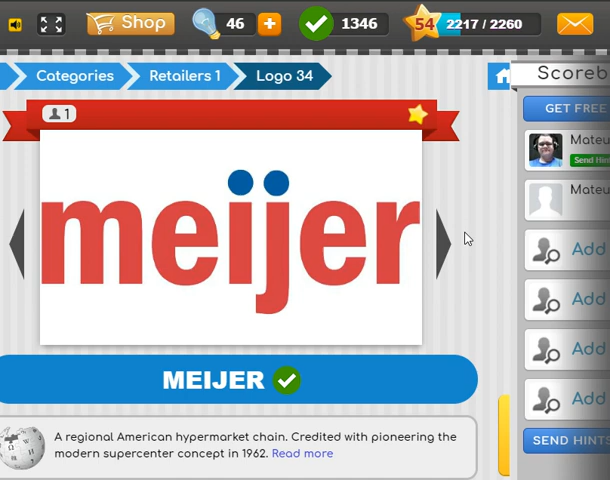 Shop
46
+
1346
54
2217 / 2260
Categories
Retailers 1
Logo 34
Scoreb
1
GET FREE
meijer
Mateu
Send Hin
Mateu
Add
Add
Add
Add
MEIJER
SEND HINTS
A regional American hypermarket chain. Credited with pioneering the
modern supercenter concept in 1962. Read more